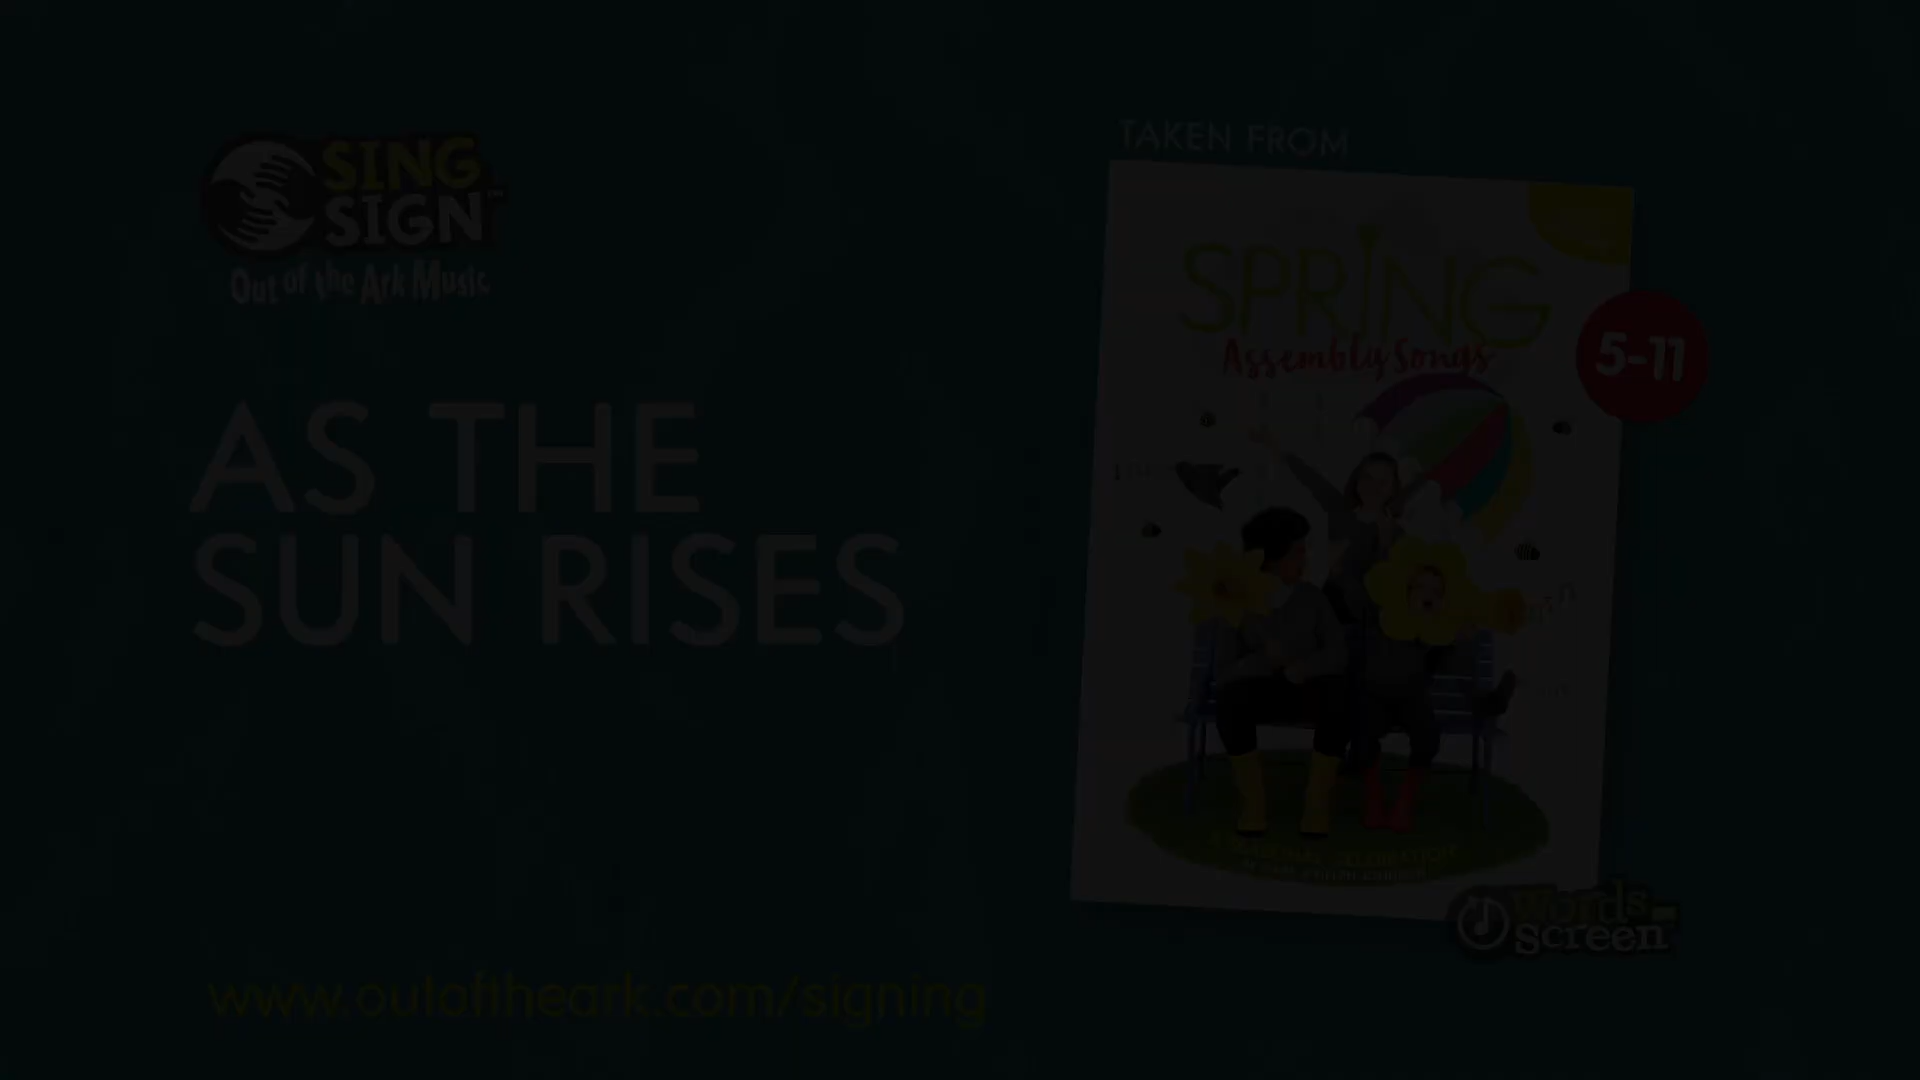 SING
SIGN™
Out of the Ark Music
AS THE
SUN RISES
www.outoftheark.com/signing
TAKEN FROM
SPRING
Assembly Songs
5-11
words
screen